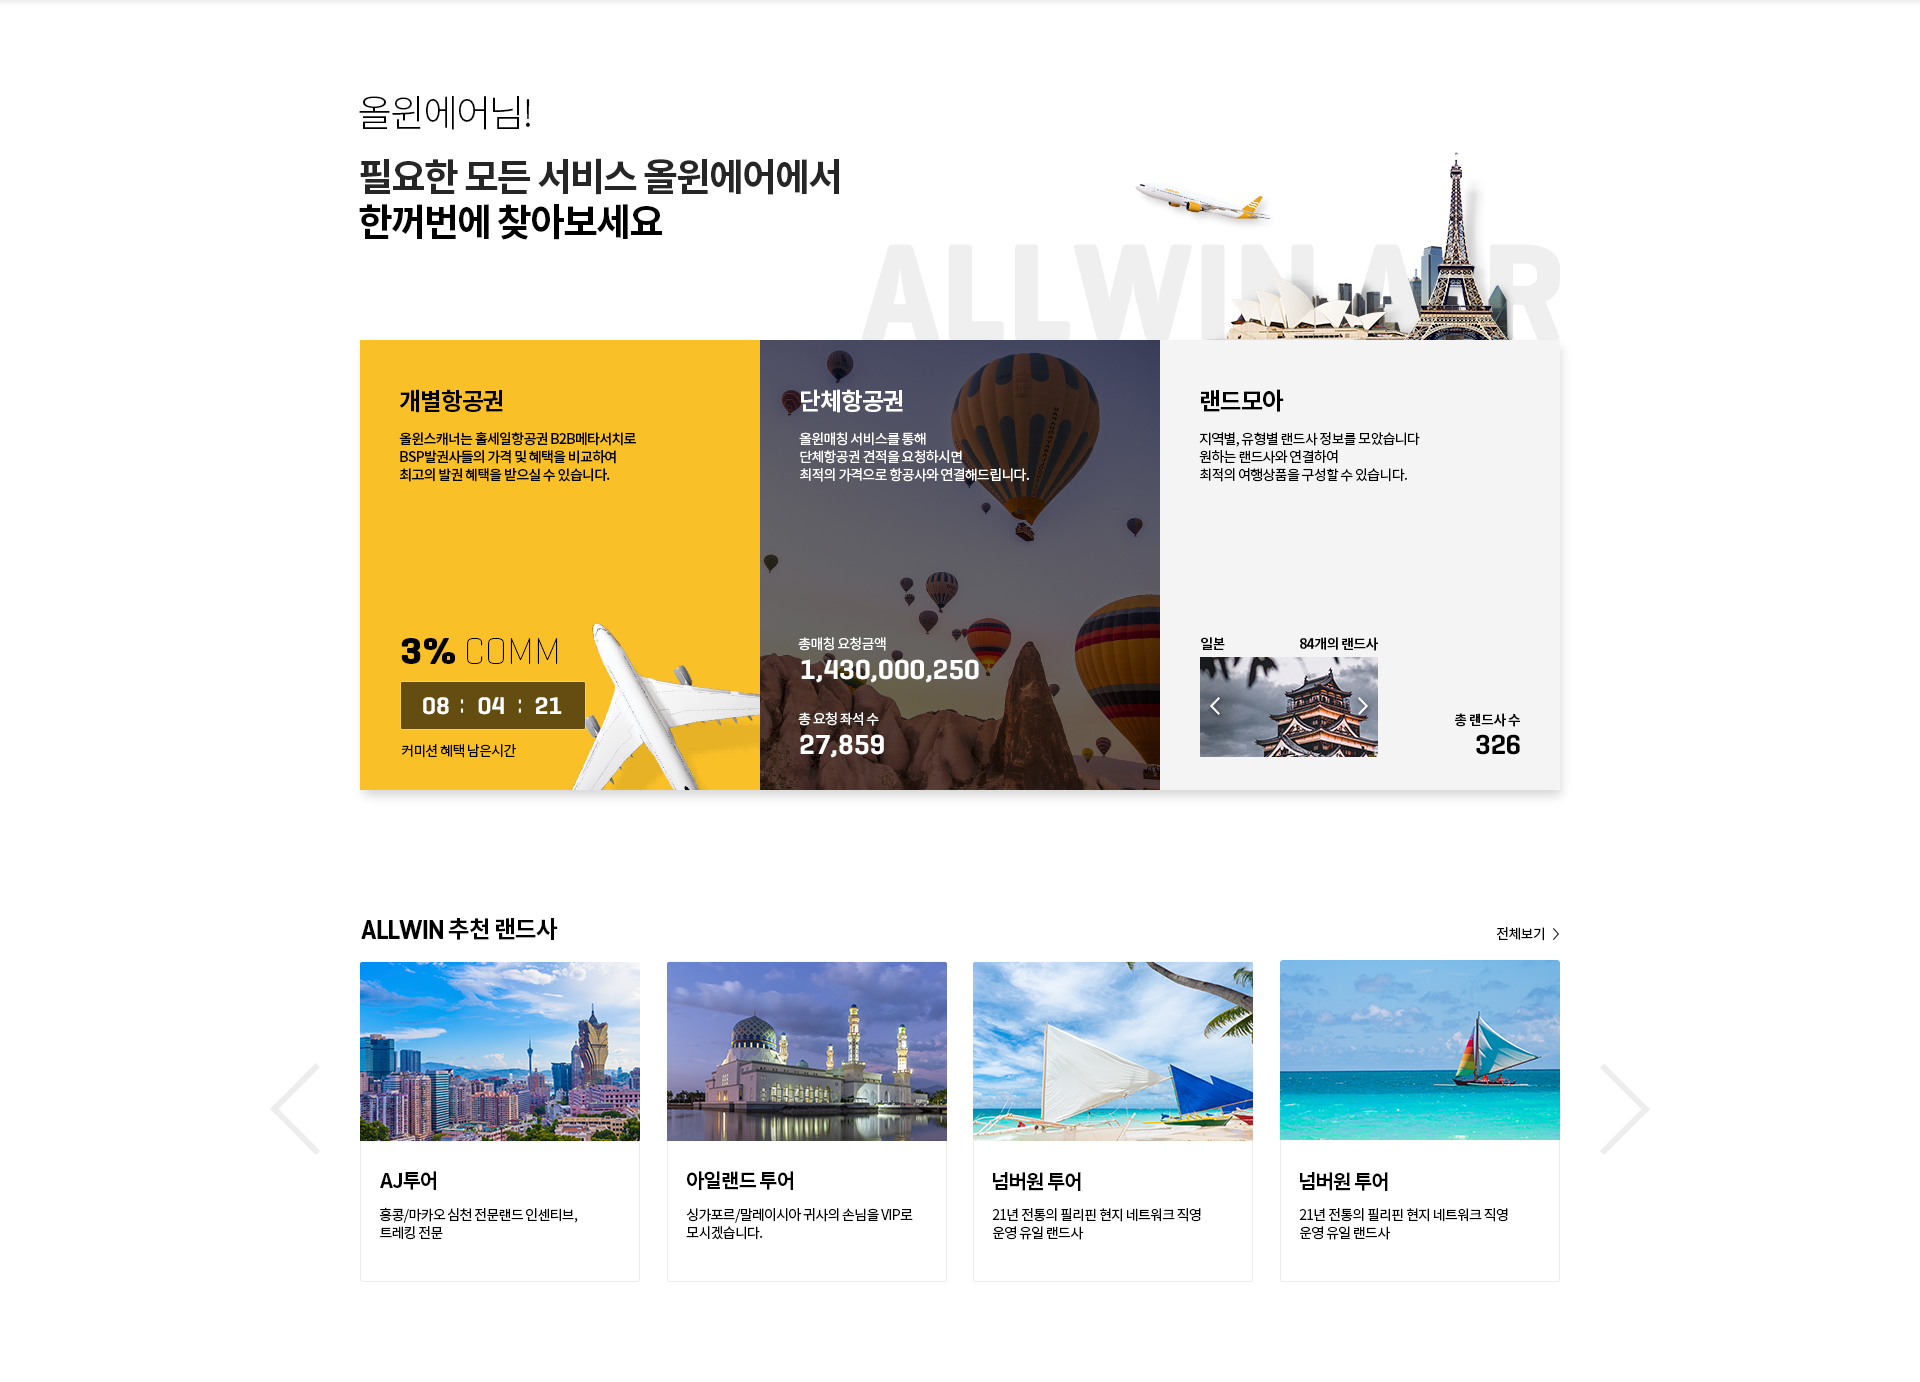 올윈에어님!
필요한 모든 서비스 올윈에어에서
한꺼번에 찾아보세요
ALLWIN AIR
개별항공권
올윈스캐너는 홀세일항공권 B2B메타서치로
BSP발권사들의 가격 및 혜택을 비교하여
최고의 발권 혜택을 받으실 수 있습니다.
3% COMM
08 : 04 : 21
커미션 혜택 남은시간
단체항공권
올윈매칭 서비스를 통해
단체항공권 견적을 요청하시면
최적의 가격으로 항공사와 연결해드립니다.
총매칭 요청금액
1,430,000,250
총 요청 좌석 수
27,859
랜드모아
지역별, 유형별 랜드사 정보를 모았습니다
원하는 랜드사와 연결하여
최적의 여행상품을 구성할 수 있습니다.
일본 84개의 랜드사
총 랜드사 수
326
ALLWIN 추천 랜드사
전체보기
AJ투어
홍콩/마카오 심천 전문랜드 인센티브,
트레킹 전문
아일랜드 투어
싱가포르/말레이시아 귀사의 손님을 VIP로
모시겠습니다.
넘버원 투어
21년 전통의 필리핀 현지 네트워크 직영
운영 유일 랜드사
넘버원 투어
21년 전통의 필리핀 현지 네트워크 직영
운영 유일 랜드사